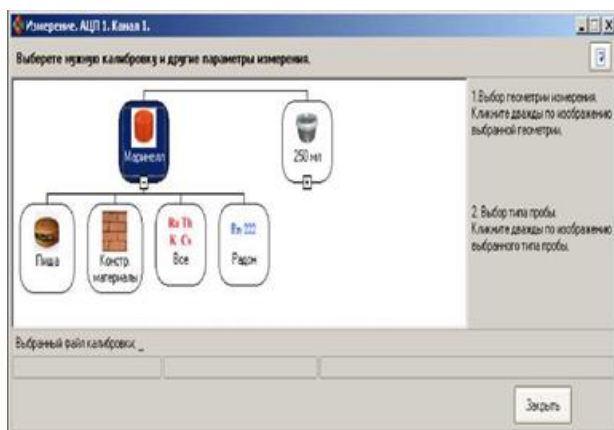 Измерение. АЦП 1. Канал 1.
Выберете нужную калибровку и другие параметры измерения.
Маринелл
250 мл
Пища
Констр.
материалы
Ra Th
K Cs
Все
Rn 222
Радон
1.Выбор геометрии измерения.
Кликните дважды по изображению
выбранной геометрии.
2. Выбор типа пробы.
Кликните дважды по изображению
выбранного типа пробы.
Выбранный файл калибровки: _
Закрыть